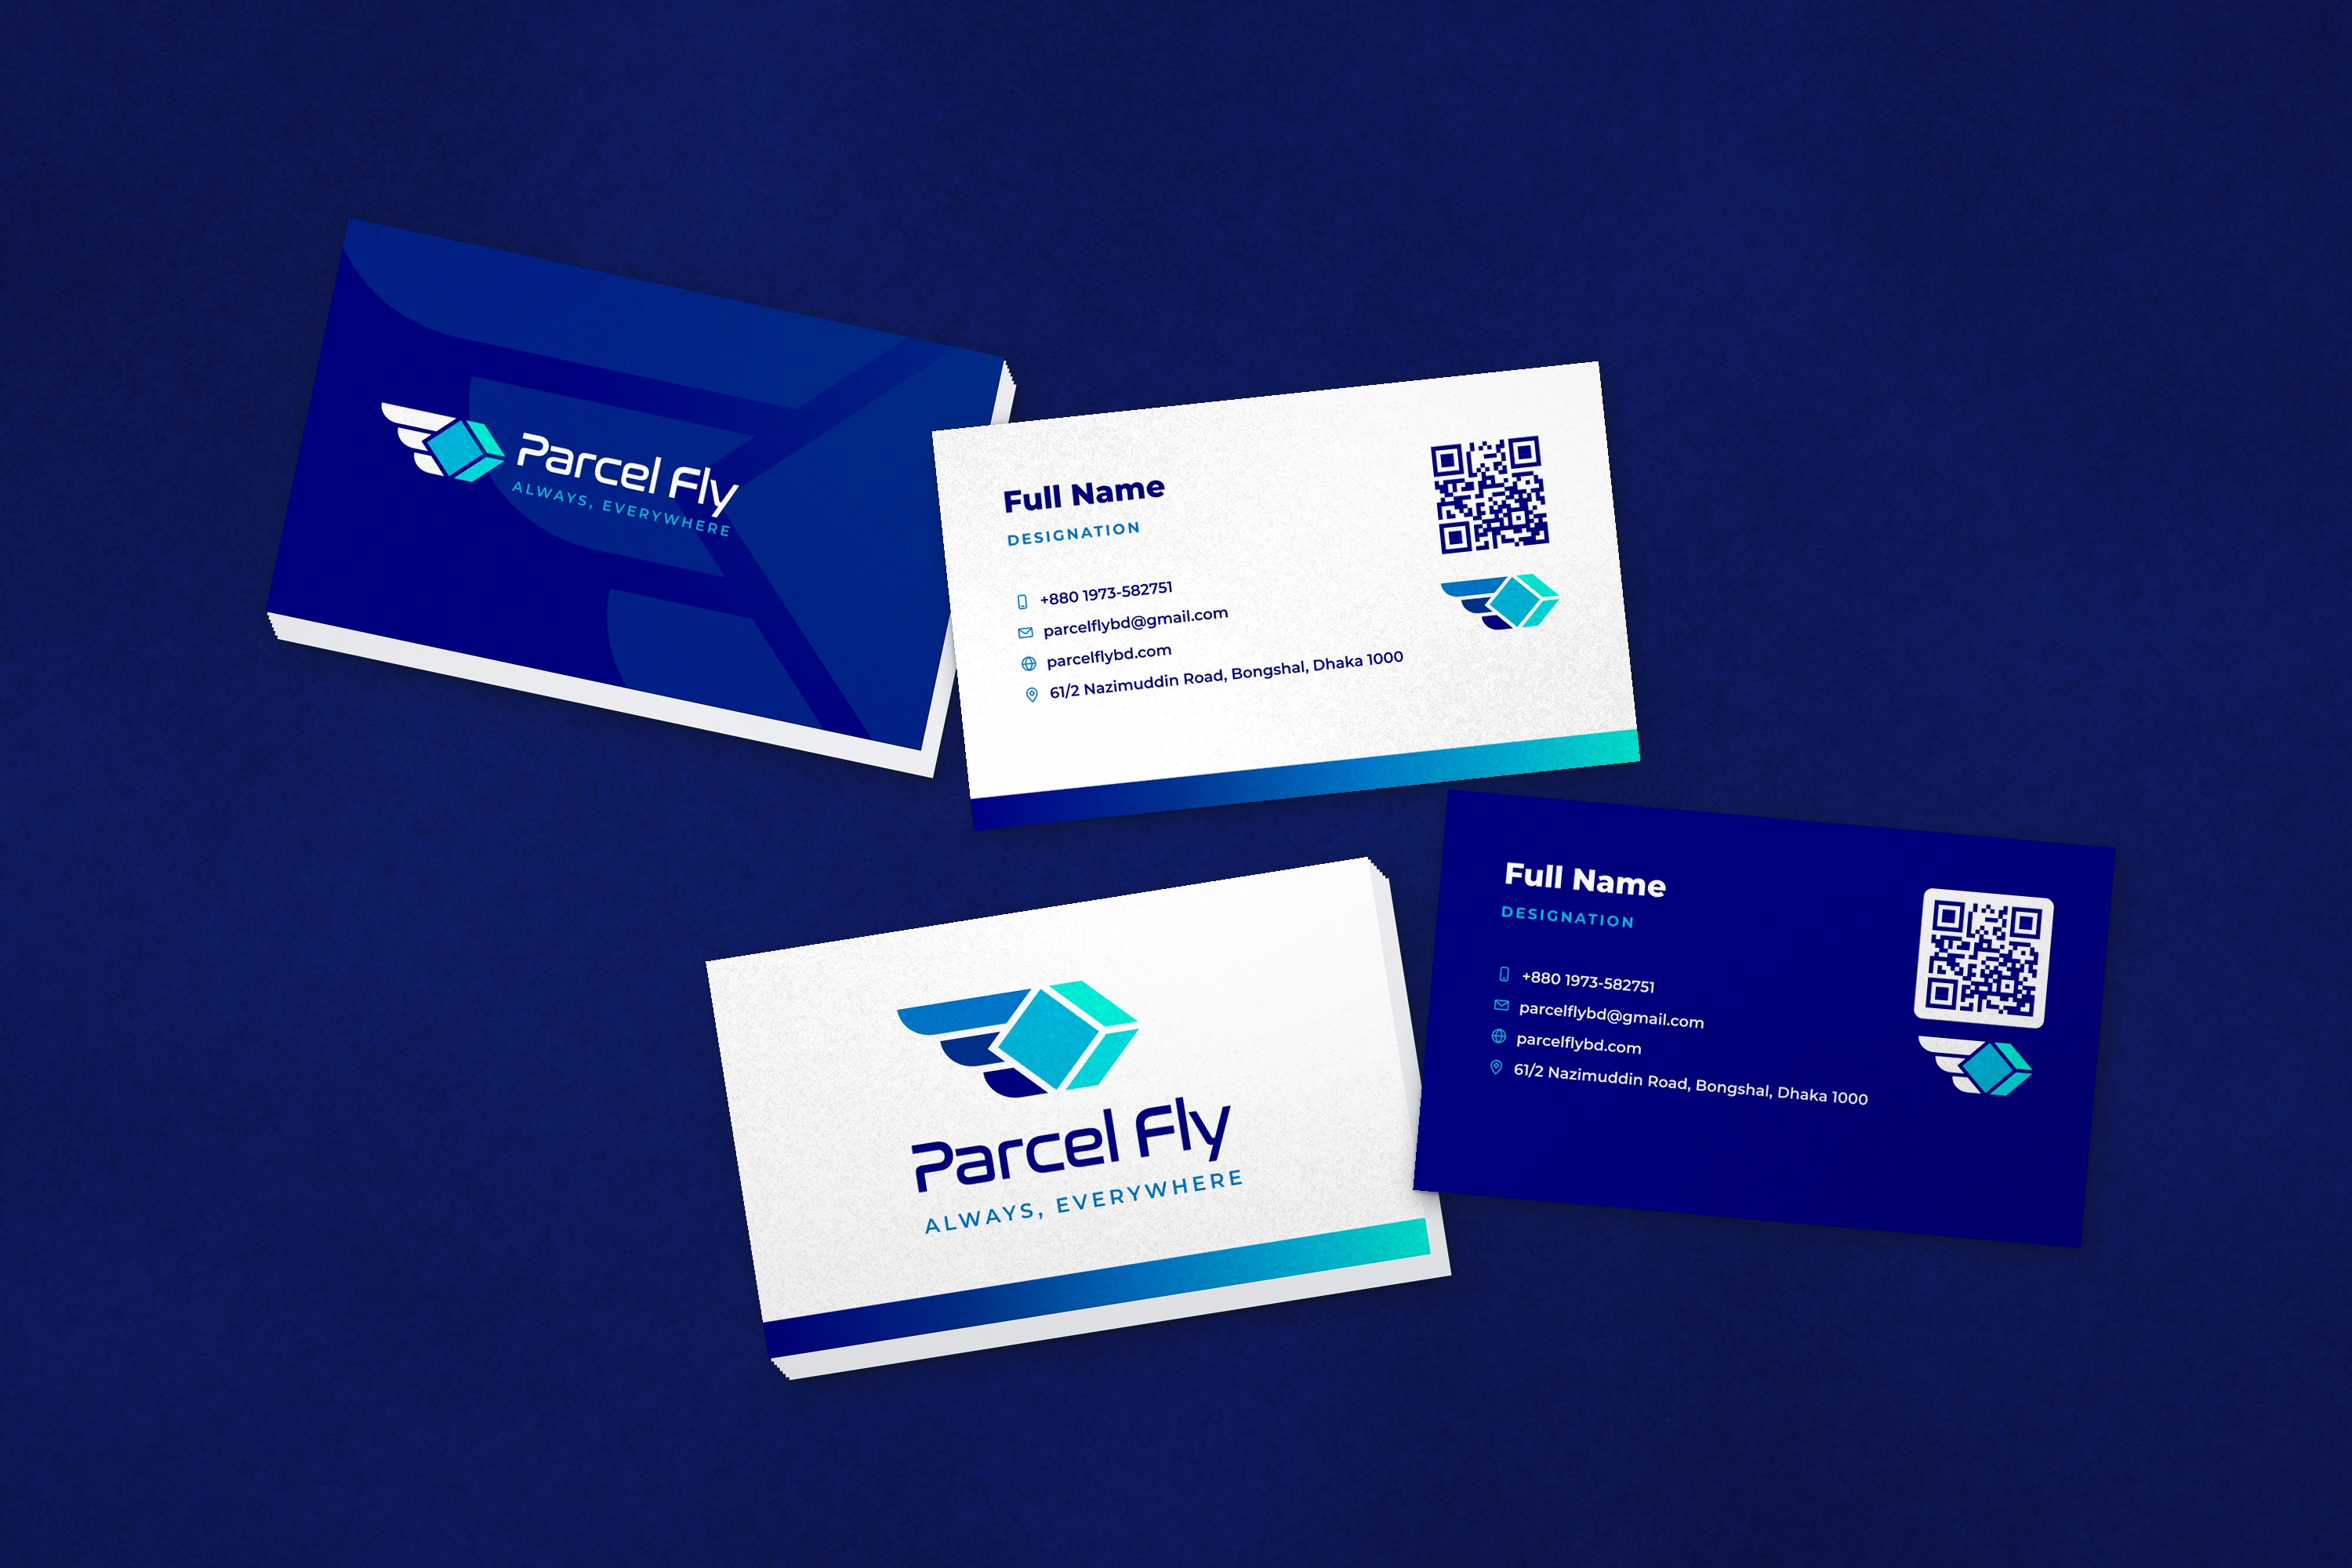 Parcel Fly
ALWAYS, EVERYWHERE
Full Name
DESIGNATION
+880 1973-582751
parcelflybd@gmail.com
parcelflybd.com
61/2 Nazimuddin Road, Bongshal, Dhaka 1000
Parcel Fly
ALWAYS, EVERYWHERE
Full Name
DESIGNATION
+880 1973-582751
parcelflybd@gmail.com
parcelflybd.com
61/2 Nazimuddin Road, Bongshal, Dhaka 1000